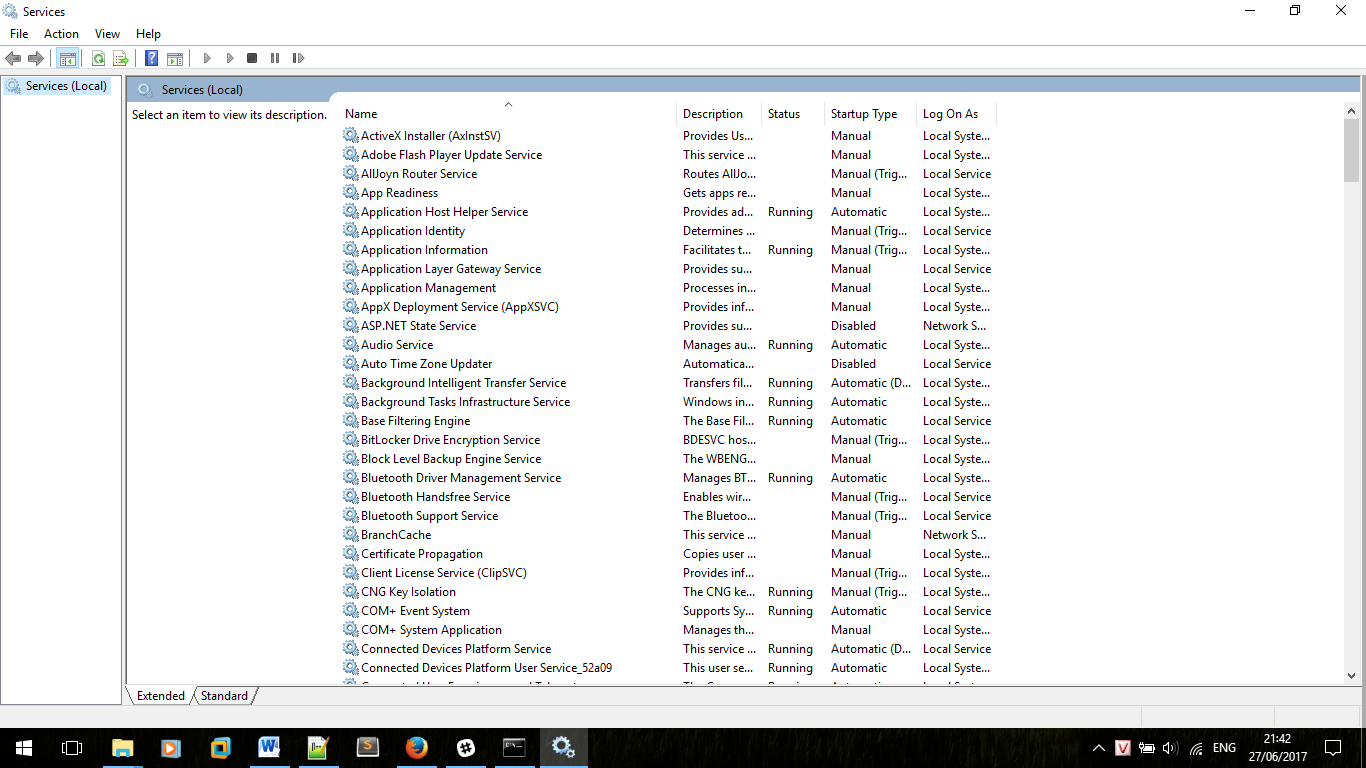 Services
File Action View Help
Services (Local)
Services (Local)
Select an item to view its description.
Name Description Status Startup Type Log On As
ActiveX Installer (AxInstSV) Provides Us... Manual Local Syste...
Adobe Flash Player Update Service This service ... Manual Local Syste...
AllJoyn Router Service Routes AllJo... Manual (Trig... Local Service
App Readiness Gets apps re... Manual Local Syste...
Application Host Helper Service Provides ad... Running Automatic Local Syste...
Application Identity Determines ... Manual (Trig... Local Service
Application Information Facilitates t... Running Manual (Trig... Local Syste...
Application Layer Gateway Service Provides su... Manual Local Service
Application Management Processes in... Manual Local Syste...
AppX Deployment Service (AppXSVC) Provides inf... Manual Local Syste...
ASP.NET State Service Provides su... Disabled Network S...
Audio Service Manages au... Running Automatic Local Syste...
Auto Time Zone Updater Automatica... Disabled Local Service
Background Intelligent Transfer Service Transfers fil... Running Automatic (D... Local Syste...
Background Tasks Infrastructure Service Windows in... Running Automatic Local Syste...
Base Filtering Engine The Base Fil... Running Automatic Local Service
BitLocker Drive Encryption Service BDESVC hos... Manual (Trig... Local Syste...
Block Level Backup Engine Service The WBENG... Manual Local Syste...
Bluetooth Driver Management Service Manages BT... Running Automatic Local Syste...
Bluetooth Handsfree Service Enables wir... Manual (Trig... Local Service
Bluetooth Support Service The Bluetoo... Manual (Trig... Local Service
BranchCache This service ... Manual Network S...
Certificate Propagation Copies user ... Manual Local Syste...
Client License Service (ClipSVC) Provides inf... Manual (Trig... Local Syste...
CNG Key Isolation The CNG ke... Running Manual (Trig... Local Syste...
COM+ Event System Supports Sy... Running Automatic Local Service
COM+ System Application Manages th... Manual Local Syste...
Connected Devices Platform Service This service ... Running Automatic (D... Local Service
Connected Devices Platform User Service_52a09 This user se... Running Automatic Local Syste...
Extended Standard
ENG 21:42
27/06/2017